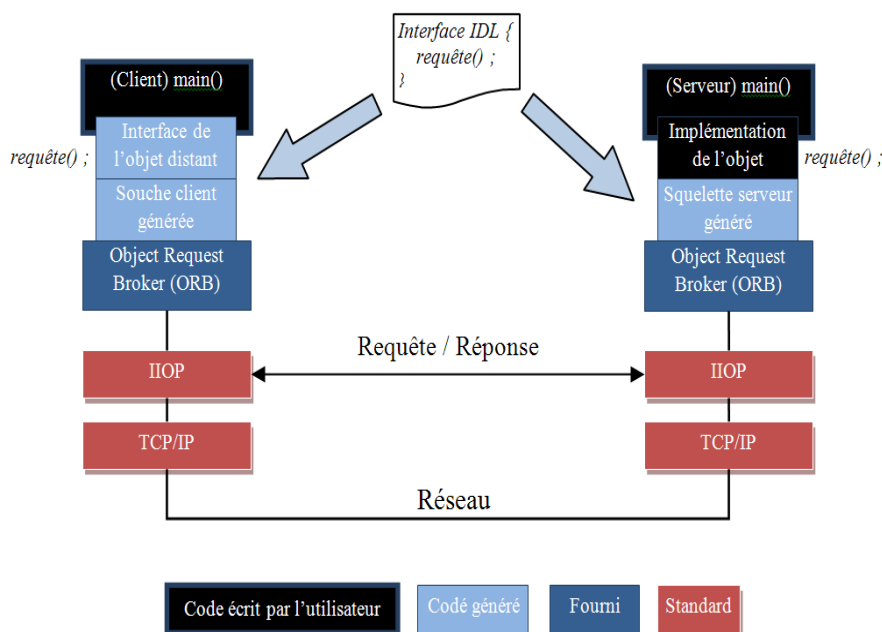 Interface IDL {
requête() ;
}
(Client) main()
Interface de
l'objet distant
requête() ;
Souche client
générée
Object Request
Broker (ORB)
IIOP
TCP/IP
(Serveur) main()
Implémentation
de l'objet
requête() ;
Squelette serveur
généré
Object Request
Broker (ORB)
IIOP
TCP/IP
Requête / Réponse
Réseau
Code écrit par l'utilisateur
Codé généré
Fourni
Standard